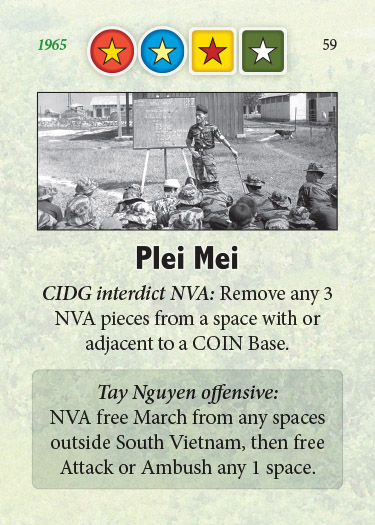 1965
59
Plei Mei
CIDG interdict NVA: Remove any 3
NVA pieces from a space with or
adjacent to a COIN Base.
Tay Nguyen offensive:
NVA free March from any spaces
outside South Vietnam, then free
Attack or Ambush any 1 space.